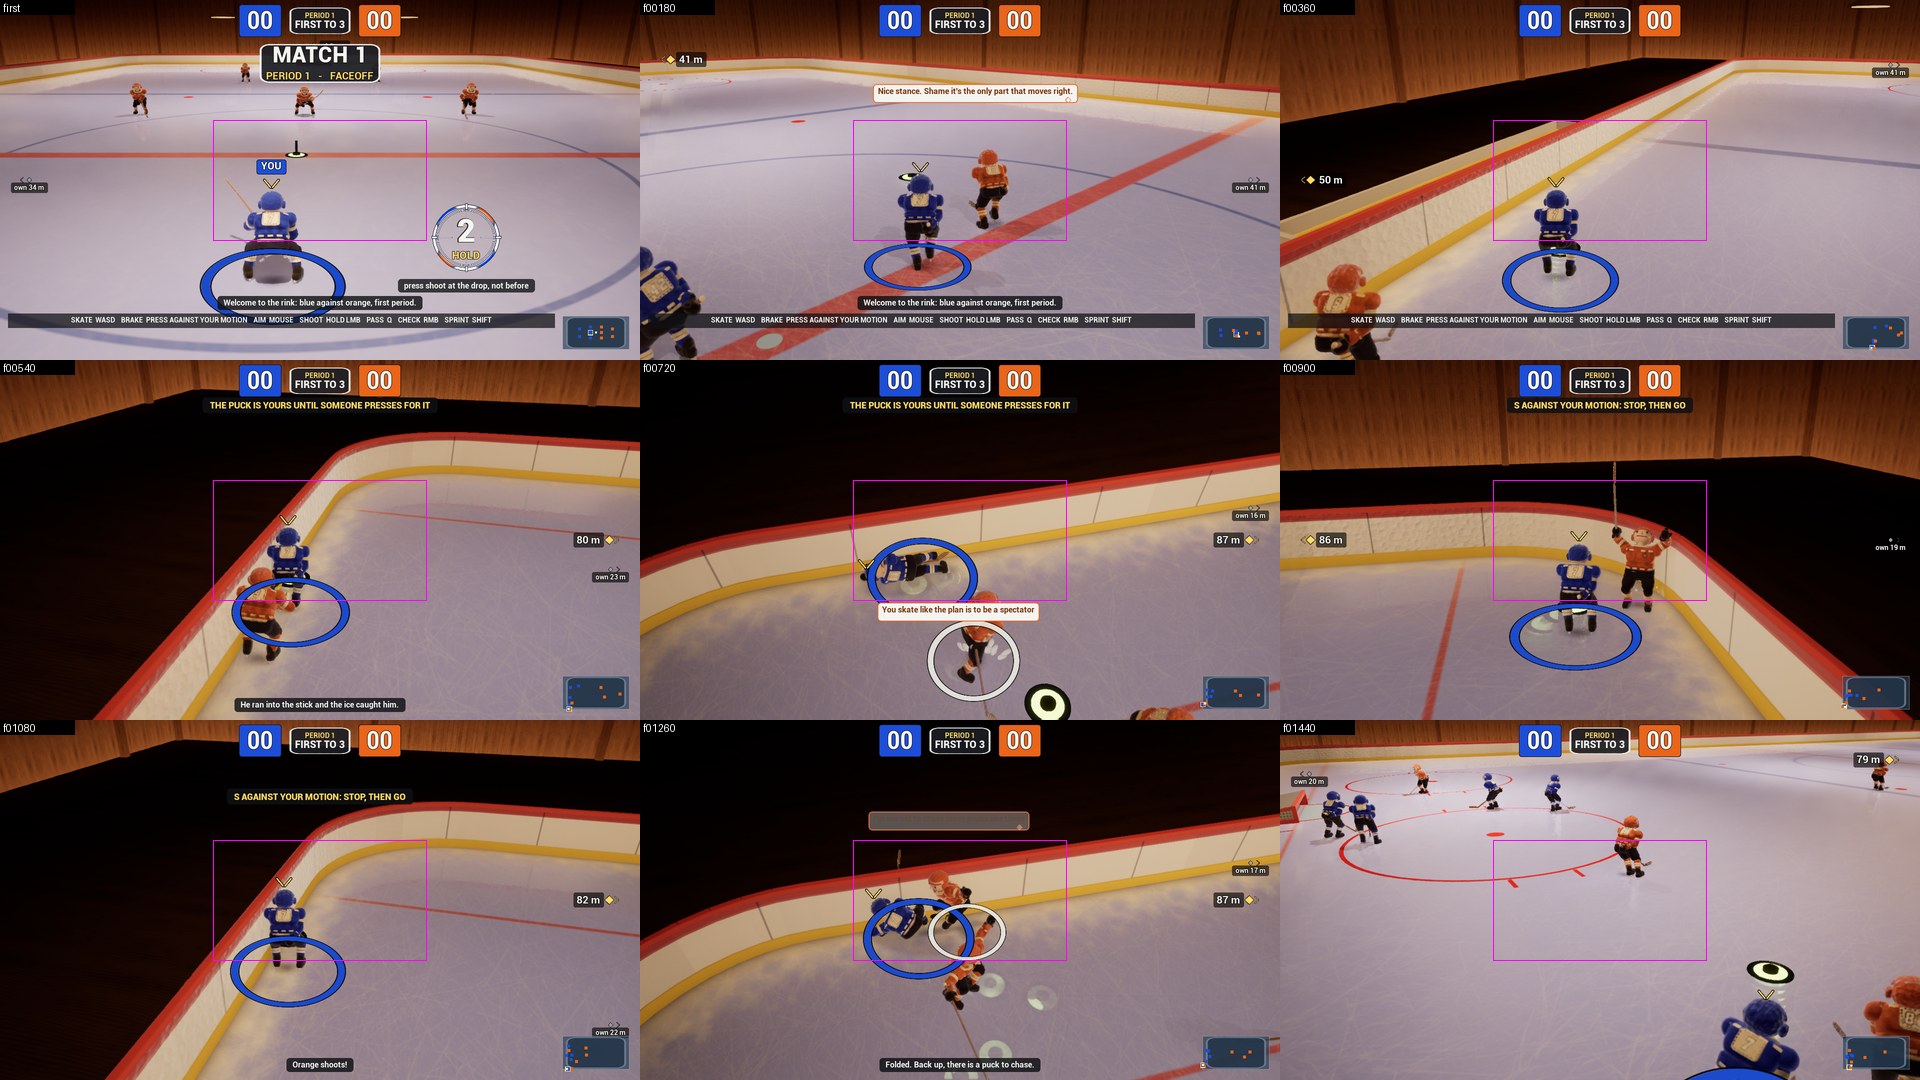 first
00
PERIOD 1
FIRST TO 3
00
MATCH 1
PERIOD 1 - FACEOFF
YOU
own 34 m
2
HOLD
press shoot at the drop, not before
Welcome to the rink: blue against orange, first period.
SKATE WASD BRAKE PRESS AGAINST YOUR MOTION AIM MOUSE SHOOT HOLD LMB PASS Q CHECK RMB SPRINT SHIFT
f00180
00
PERIOD 1
FIRST TO 3
00
41 m
Nice stance. Shame it's the only part that moves right.
own 41 m
Welcome to the rink: blue against orange, first period.
SKATE WASD BRAKE PRESS AGAINST YOUR MOTION AIM MOUSE SHOOT HOLD LMB PASS Q CHECK RMB SPRINT SHIFT
f00360
00
PERIOD 1
FIRST TO 3
00
own 41 m
50 m
SKATE WASD BRAKE PRESS AGAINST YOUR MOTION AIM MOUSE SHOOT HOLD LMB PASS Q CHECK RMB SPRINT SHIFT
f00540
00
PERIOD 1
FIRST TO 3
00
THE PUCK IS YOURS UNTIL SOMEONE PRESSES FOR IT
80 m
own 23 m
He ran into the stick and the ice caught him.
f00720
00
PERIOD 1
FIRST TO 3
00
THE PUCK IS YOURS UNTIL SOMEONE PRESSES FOR IT
own 16 m
87 m
You skate like the plan is to be a spectator
f00900
00
PERIOD 1
FIRST TO 3
00
S AGAINST YOUR MOTION: STOP, THEN GO
86 m
own 19 m
f01080
00
PERIOD 1
FIRST TO 3
00
S AGAINST YOUR MOTION: STOP, THEN GO
82 m
own 22 m
Orange shoots!
f01260
00
PERIOD 1
FIRST TO 3
00
own 17 m
87 m
Folded. Back up, there is a puck to chase.
f01440
00
PERIOD 1
FIRST TO 3
00
79 m
own 20 m
7